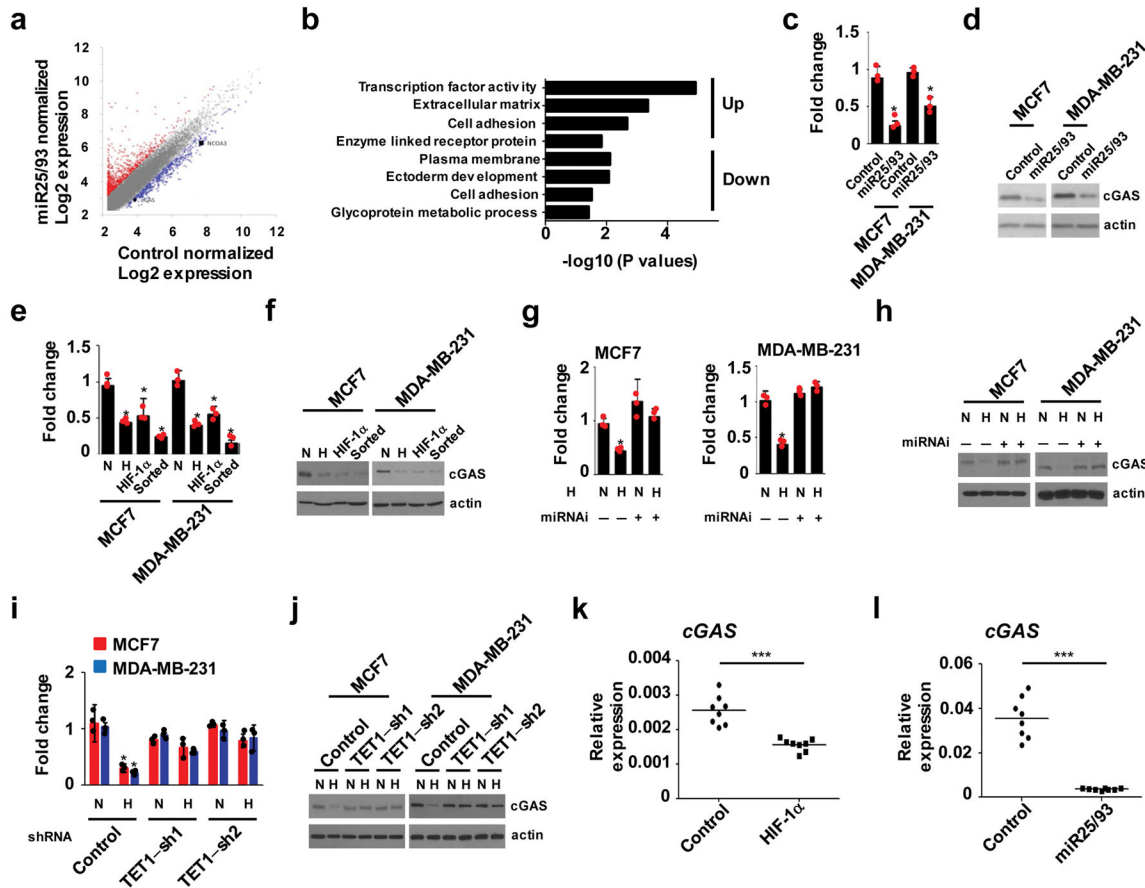 a
miR25/93 normalized
Log2 expression
12
10
8
6
4
2
NCOA3
cGAS
2 4 6 8 10 12
Control normalized
Log2 expression
b
Transcription factor activity
Extracellular matrix
Cell adhesion
Enzyme linked receptor protein
Plasma membrane
Ectoderm development
Cell adhesion
Glycoprotein metabolic process
Up
Down
0 2 4 6
-log10 (P values)
c
Fold change
1.5
1
0.5
0
* *
Control
miR25/93
Control
miR25/93
MCF7
MDA-MB-231
d
MCF7
MDA-MB-231
Control
miR25/93
Control
miR25/93
cGAS
actin
e
Fold change
1.5
1
0.5
0
* * * * * *
N H HIF-1α Sorted N H HIF-1α Sorted
MCF7
MDA-MB-231
f
MCF7
MDA-MB-231
N H HIF-1α Sorted N H HIF-1α Sorted
cGAS
actin
g
MCF7
Fold change
2
1
0
*
H
N H N H
miRNAi — — + +
MDA-MB-231
1.5
1
0.5
0
*
N H N H
miRNAi — — + +
h
MCF7
MDA-MB-231
N H N H N H N H
miRNAi — — + + — — + +
cGAS
actin
i
MCF7
MDA-MB-231
Fold change
2
1
0
* *
N H N H N H
shRNA
Control
TET1–sh1
TET1–sh2
j
MCF7
MDA-MB-231
Control
TET1–sh1
TET1–sh2
Control
TET1–sh1
TET1–sh2
N H N H N H N H N H N H
cGAS
actin
k
cGAS
***
Relative
expression
0.004
0.003
0.002
0.001
0
Control
HIF-1α
l
cGAS
***
Relative
expression
0.06
0.04
0.02
0
Control
miR25/93